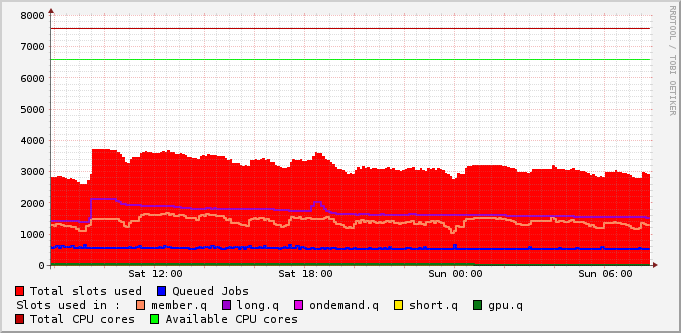 8000
7000
6000
5000
4000
3000
2000
1000
0
Sat 12:00 Sat 18:00 Sun 00:00 Sun 06:00
RRDTOOL / TOBI OETIKER
Total slots used Queued Jobs
Slots used in : member.q long.q ondemand.q short.q gpu.q
Total CPU cores Available CPU cores